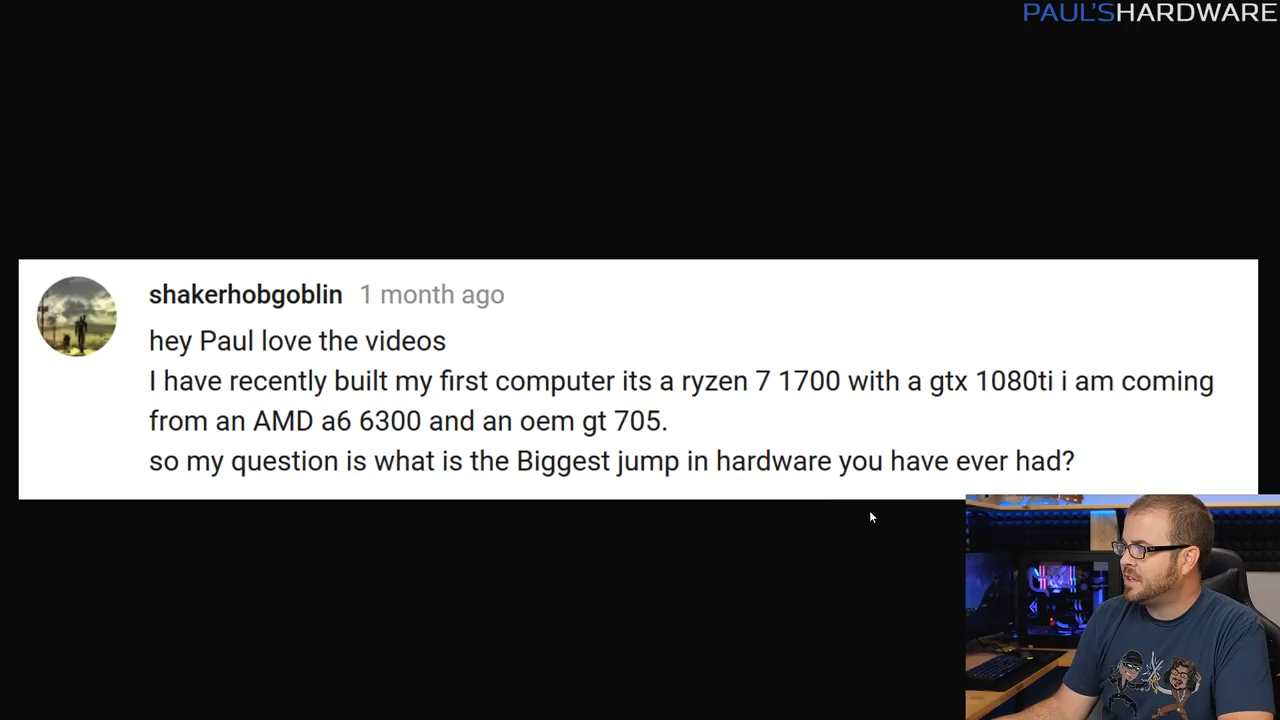 PAUL'SHARDWARE
shakerhobgoblin 1 month ago
hey Paul love the videos
I have recently built my first computer its a ryzen 7 1700 with a gtx 1080ti i am coming
from an AMD a6 6300 and an oem gt 705.
so my question is what is the Biggest jump in hardware you have ever had?